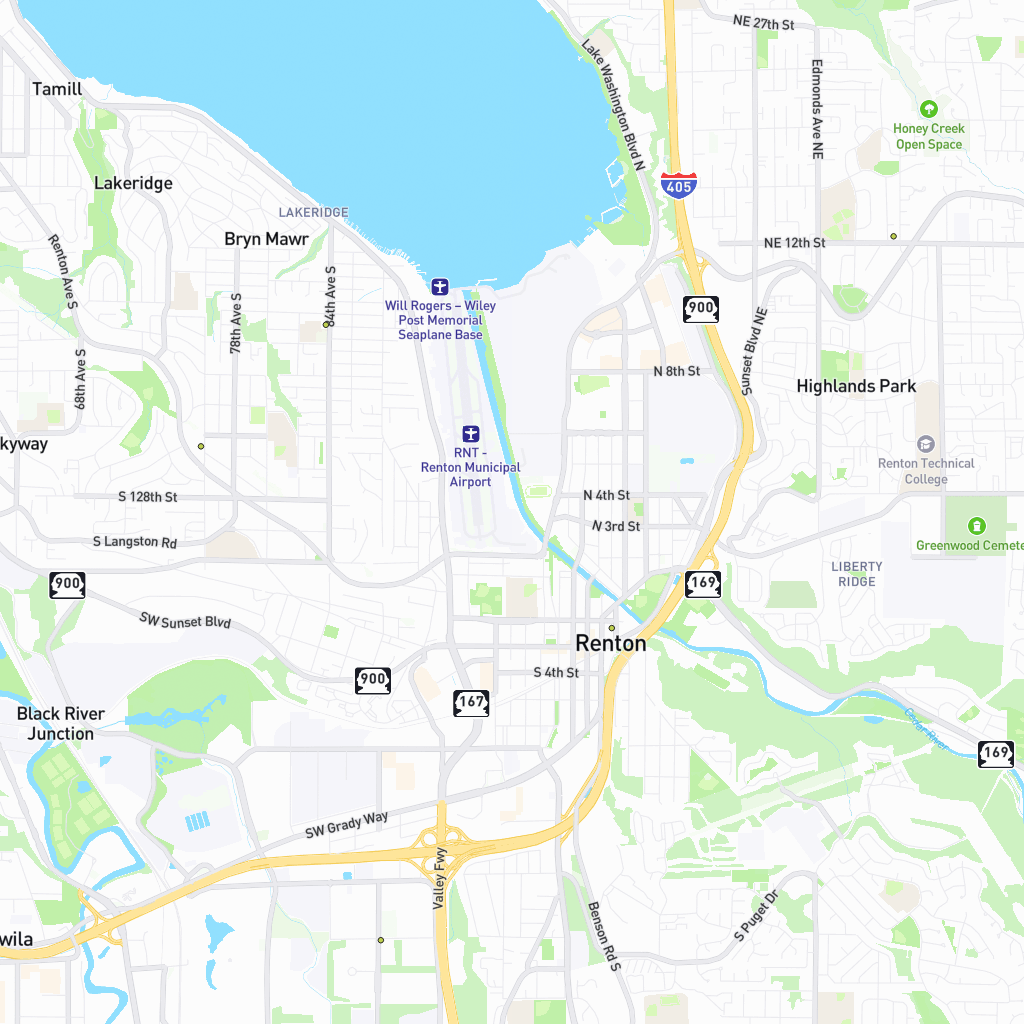 NE 27th St
Lake Washington Blvd N
Edmonds Ave NE
Tamill
Honey Creek
Open Space
Lakeridge
405
LAKERIDGE
Bryn Mawr
NE 12th St
Renton Ave S
84th Ave S
78th Ave S
Will Rogers – Wiley
Post Memorial
Seaplane Base
900
Sunset Blvd NE
68th Ave S
N 8th St
Highlands Park
kyway
RNT -
Renton Municipal
Airport
Renton Technical
College
S 128th St
N 4th St
N 3rd St
S Langston Rd
Greenwood Cemete
LIBERTY
RIDGE
900
169
SW Sunset Blvd
Renton
900
S 4th St
167
Black River
Junction
Cedar River
169
SW Grady Way
Valley Fwy
Benson Rd S
S Puget Dr
wila